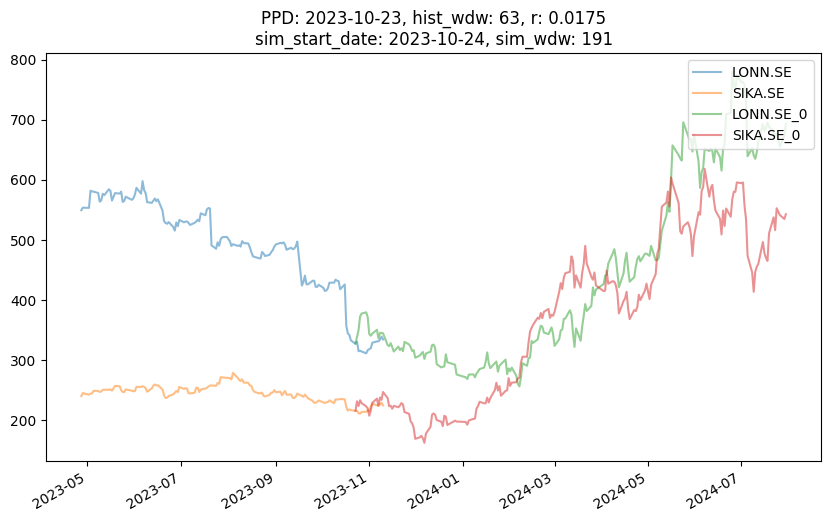 PPD: 2023-10-23, hist_wdw: 63, r: 0.0175
sim_start_date: 2023-10-24, sim_wdw: 191
800
700
600
500
400
300
200
LONN.SE
SIKA.SE
LONN.SE_0
SIKA.SE_0
2023-05
2023-07
2023-09
2023-11
2024-01
2024-03
2024-05
2024-07